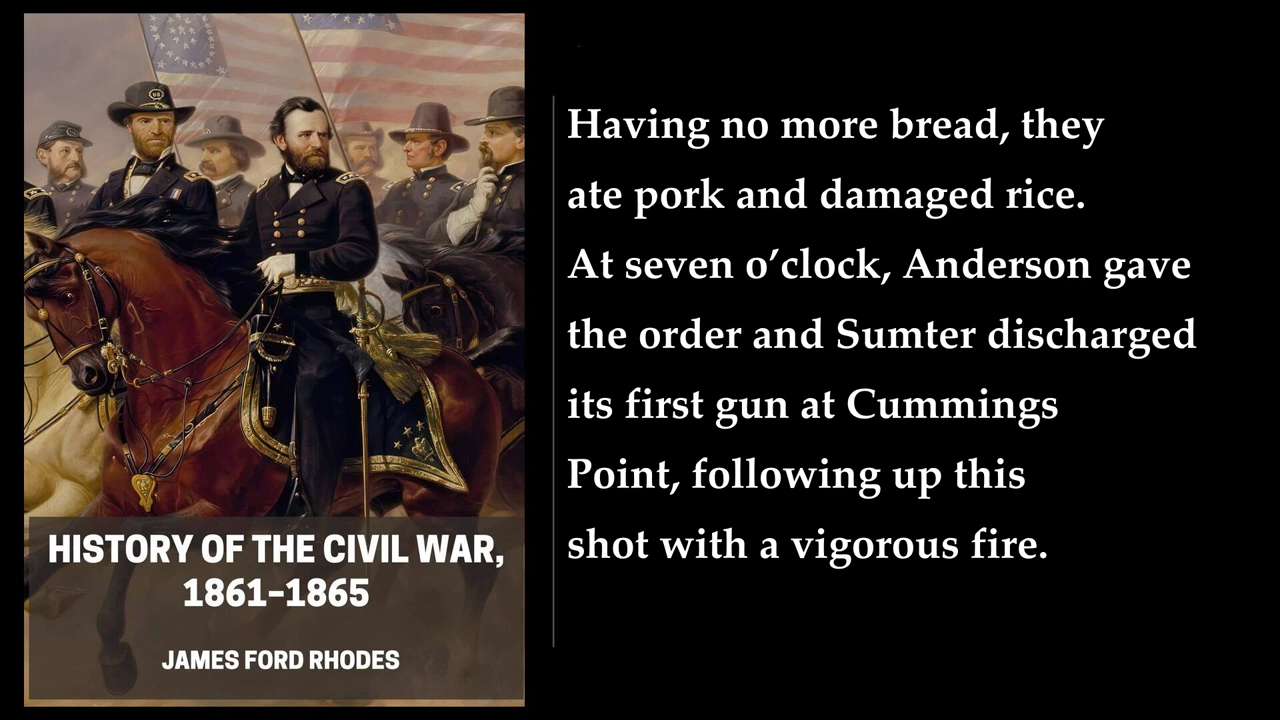 HISTORY OF THE CIVIL WAR,
1861–1865
JAMES FORD RHODES
Having no more bread, they
ate pork and damaged rice.
At seven o’clock, Anderson gave
the order and Sumter discharged
its first gun at Cummings
Point, following up this
shot with a vigorous fire.